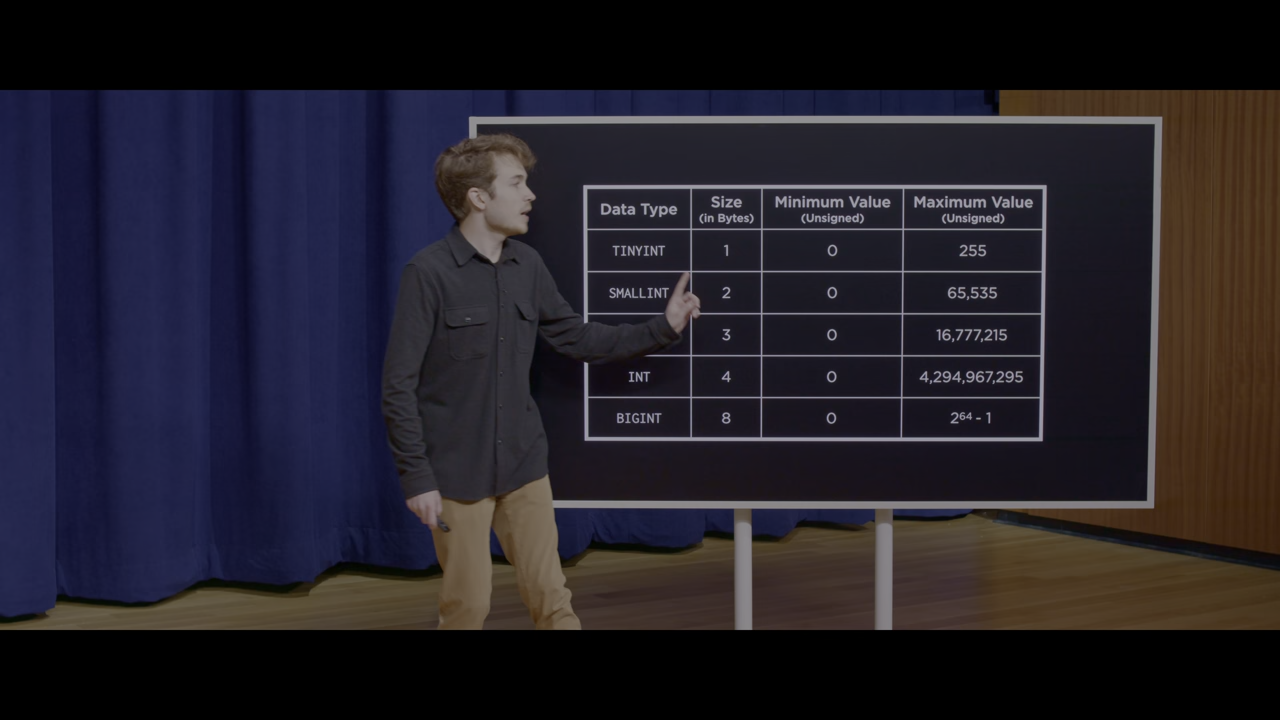 Data Type Size Minimum Value Maximum Value
(in Bytes) (Unsigned) (Unsigned)
TINYINT 1 0 255
SMALLINT 2 0 65,535
3 0 16,777,215
INT 4 0 4,294,967,295
BIGINT 8 0 2⁶⁴ - 1